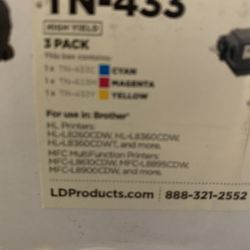 TN-433
HIGH YIELD
3 PACK
This box contains:
1x TN-433C CYAN
1x TN-433M MAGENTA
1x TN-433Y YELLOW
For use in: Brother®
HL Printers:
HL-L8260CDW, HL-L8360CDW,
HL-L8360CDWT, and more.
MFC MultiFunction Printers:
MFC-L8610CDW, MFC-L8895CDW,
MFC-L8900CDW, and more.
LDProducts.com | 888-321-2552